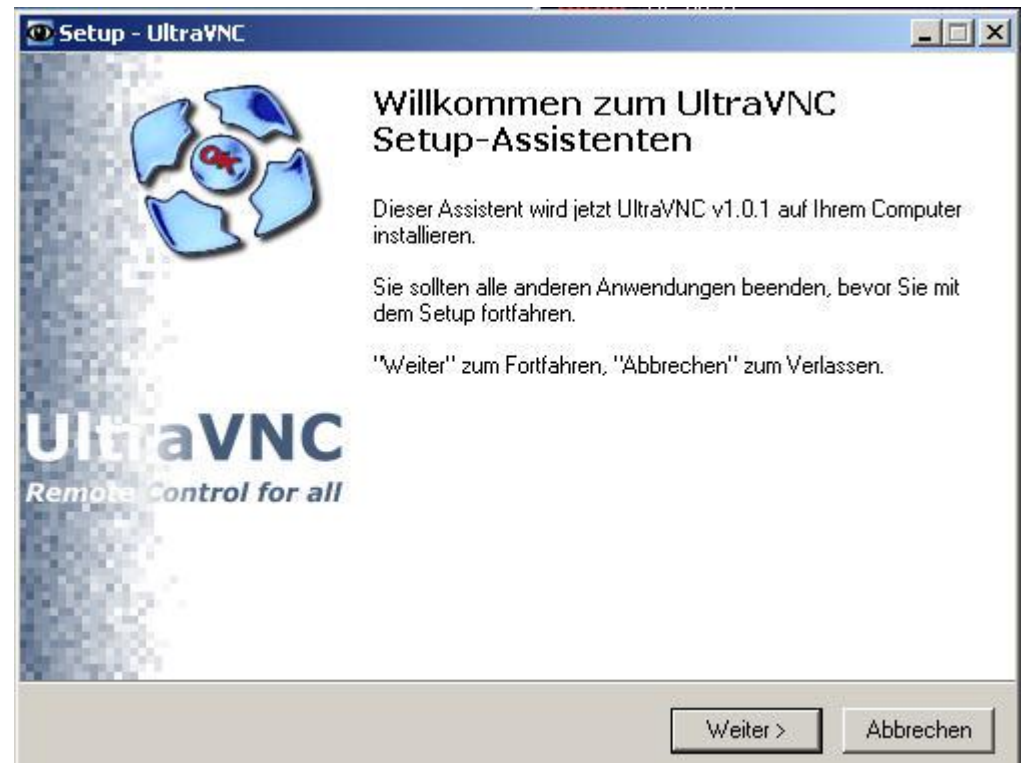 Setup - UltraVNC
Willkommen zum UltraVNC
Setup-Assistenten
Dieser Assistent wird jetzt UltraVNC v1.0.1 auf Ihrem Computer
installieren.
Sie sollten alle anderen Anwendungen beenden, bevor Sie mit
dem Setup fortfahren.
"Weiter" zum Fortfahren, "Abbrechen" zum Verlassen.
OK
UltraVNC
Remote Control for all
Weiter >
Abbrechen